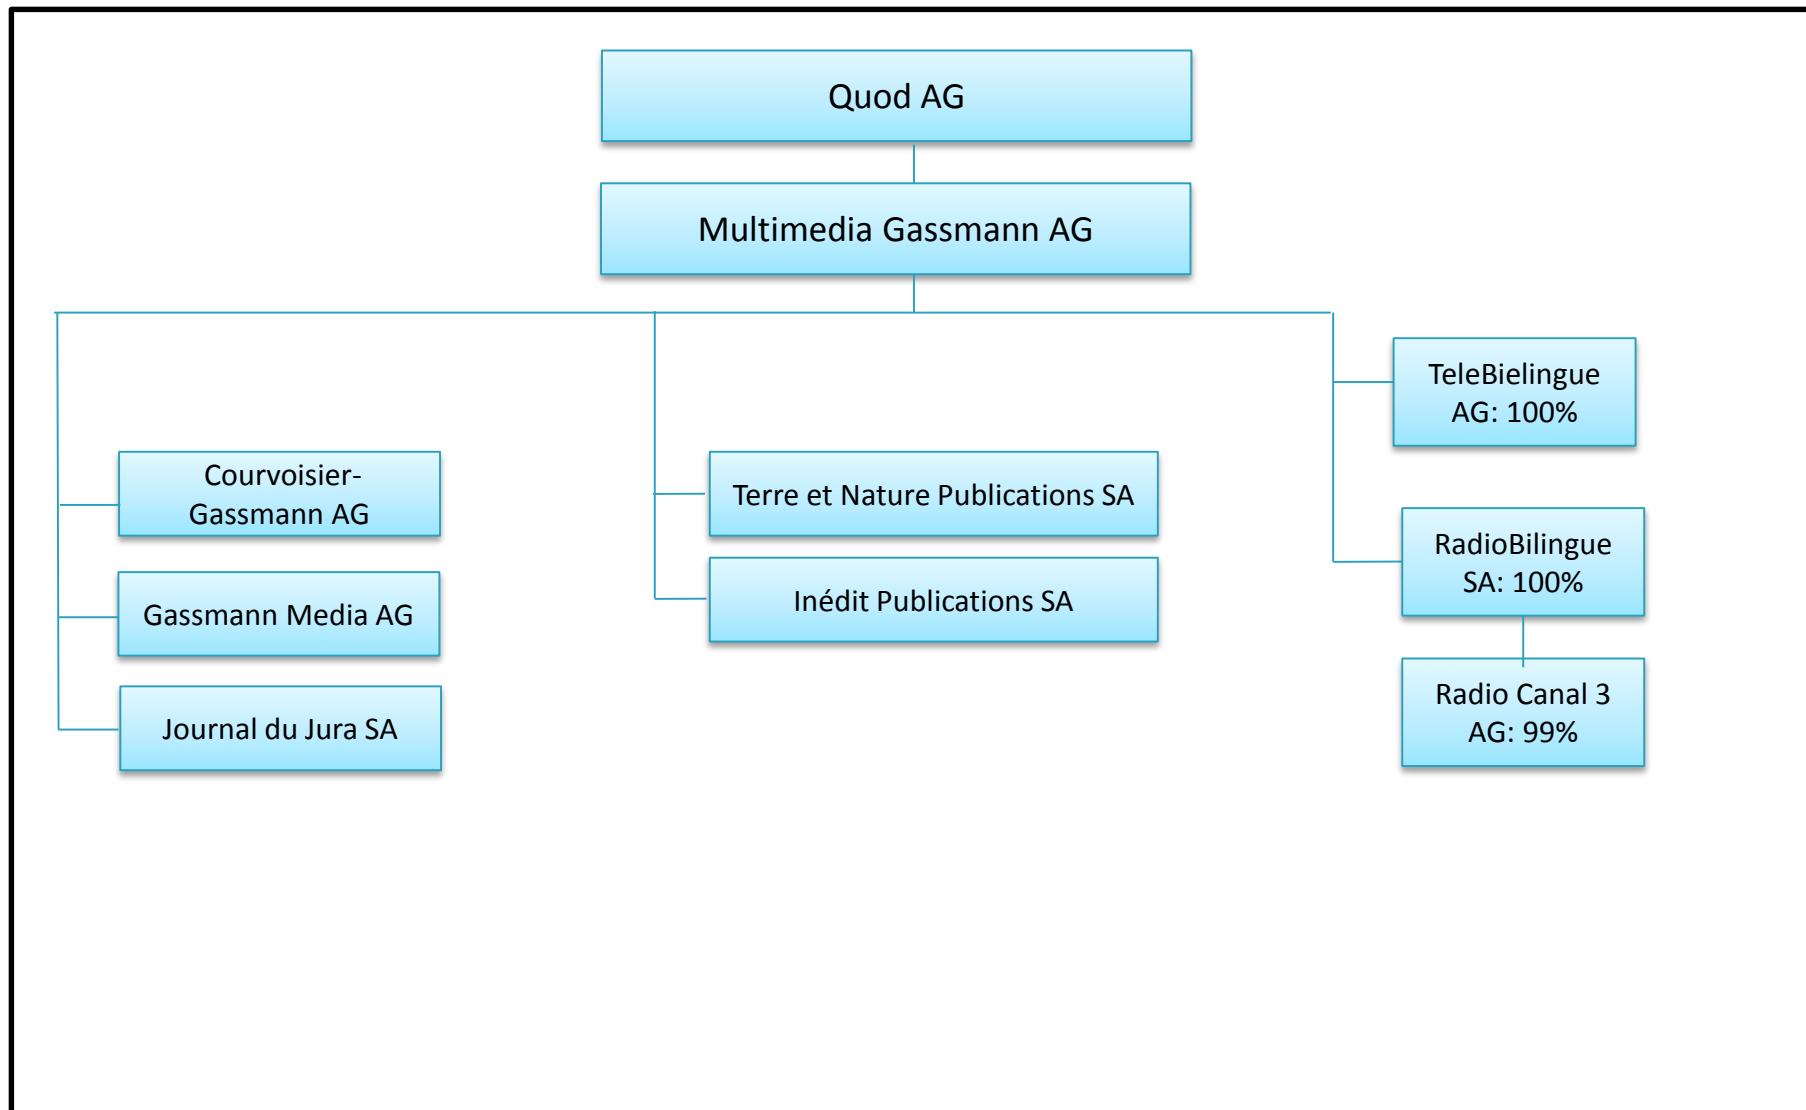 Quod AG
Multimedia Gassmann AG
Courvoisier-
Gassmann AG
Gassmann Media AG
Journal du Jura SA
Terre et Nature Publications SA
Inédit Publications SA
TeleBielingue
AG: 100%
RadioBilingue
SA: 100%
Radio Canal 3
AG: 99%